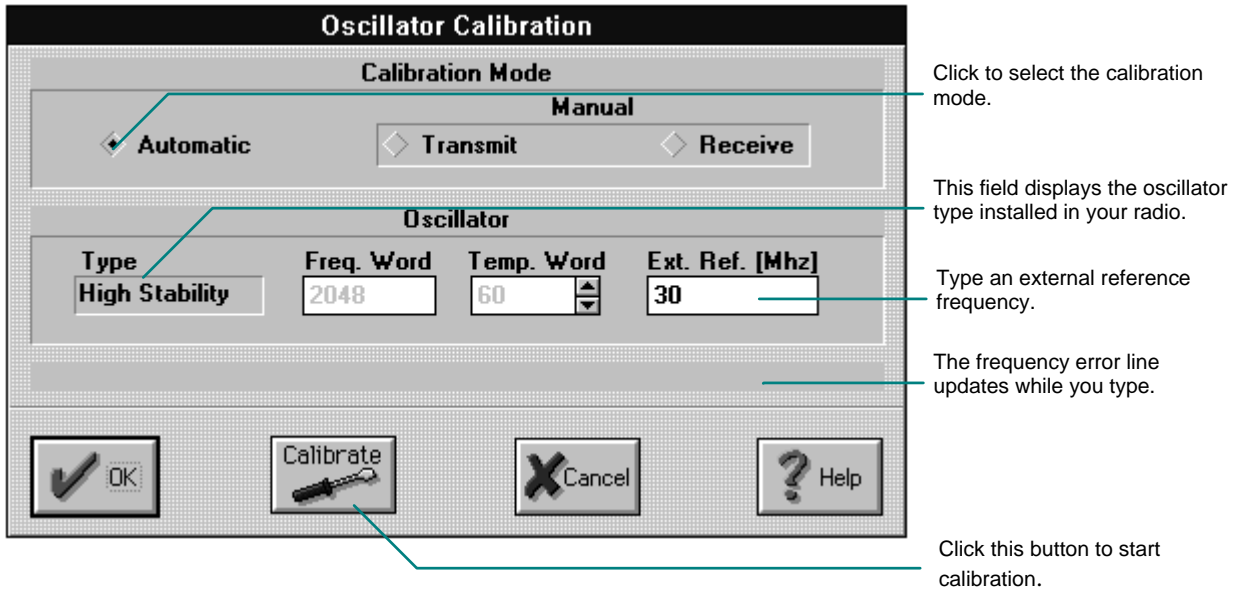 Oscillator Calibration
Calibration Mode
Manual
Automatic
Transmit
Receive
Oscillator
Type
Freq. Word
Temp. Word
Ext. Ref. [Mhz]
High Stability
2048
60
30
OK
Calibrate
Cancel
Help
Click to select the calibration
mode.
This field displays the oscillator
type installed in your radio.
Type an external reference
frequency.
The frequency error line
updates while you type.
Click this button to start
calibration.